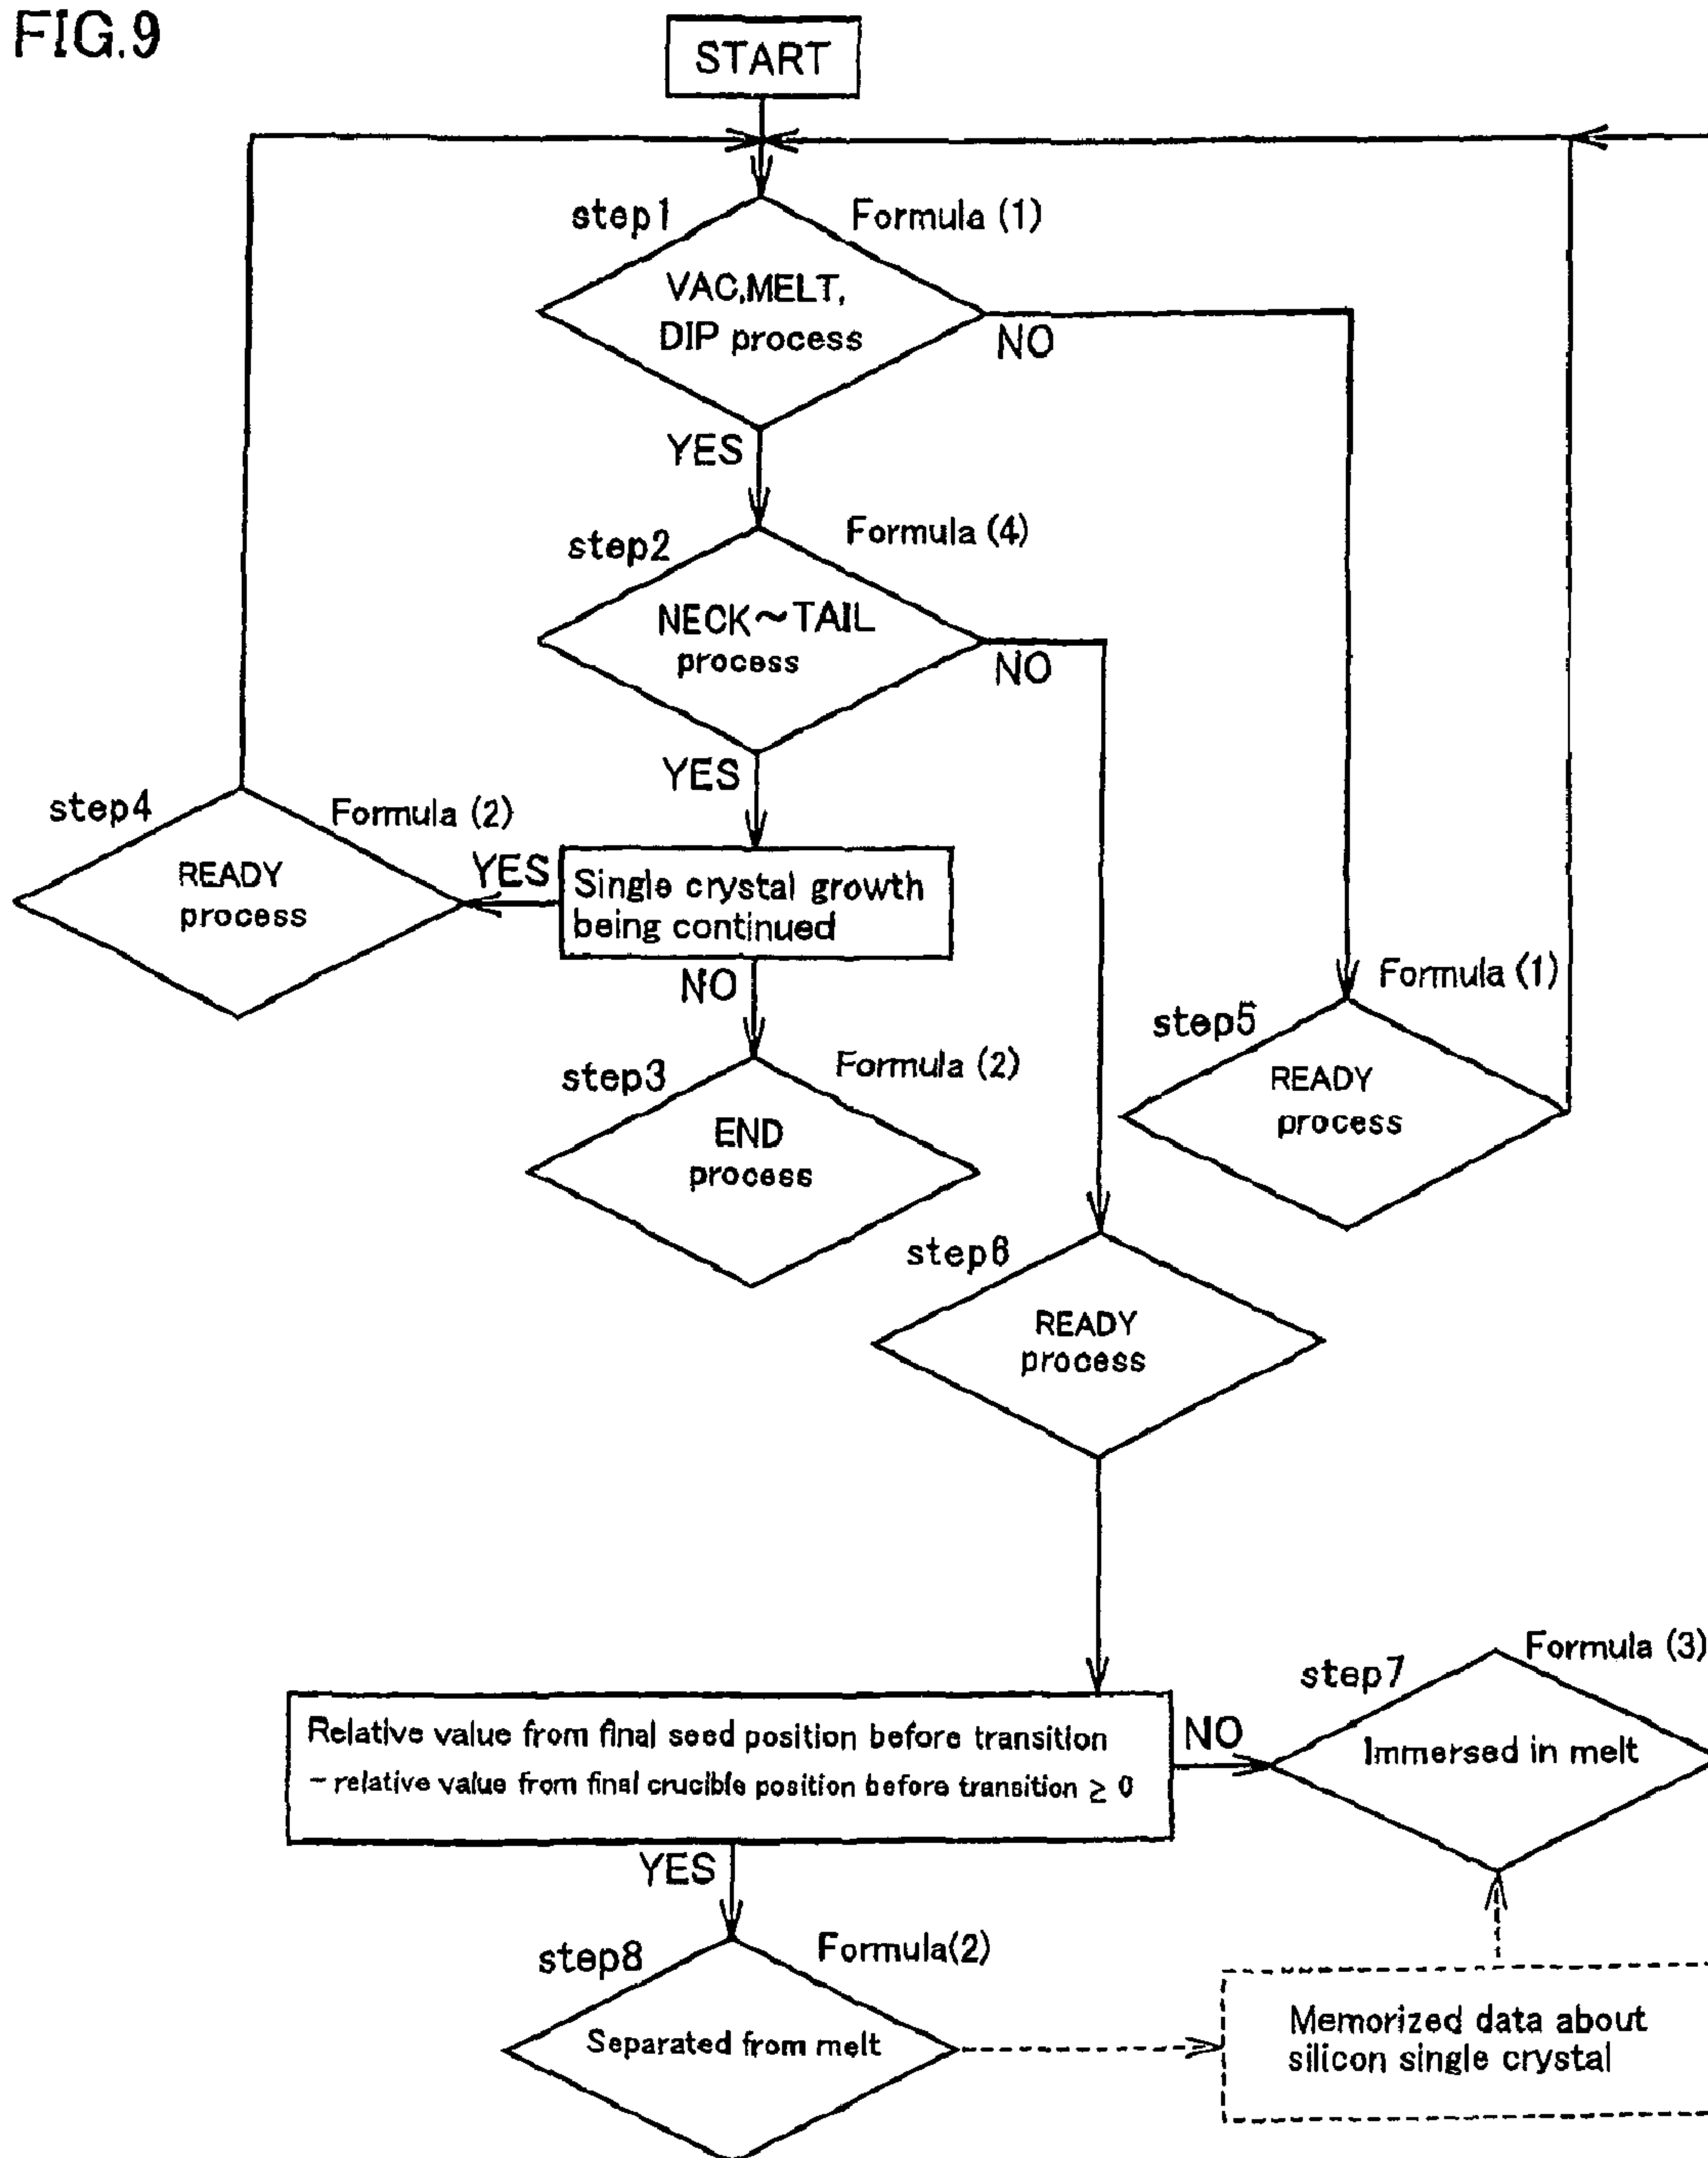 FIG.9
START
step1
Formula (1)
VAC,MELT,
DIP process
NO
YES
step2
Formula (4)
NECK~TAIL
process
NO
YES
step4
Formula (2)
READY
process
YES
Single crystal growth
being continued
NO
step3
Formula (2)
END
process
Formula (1)
step5
READY
process
step6
READY
process
Relative value from final seed position before transition
- relative value from final crucible position before transition ≥ 0
NO
step7
Formula (3)
Immersed in melt
YES
step8
Formula(2)
Separated from melt
Memorized data about
silicon single crystal